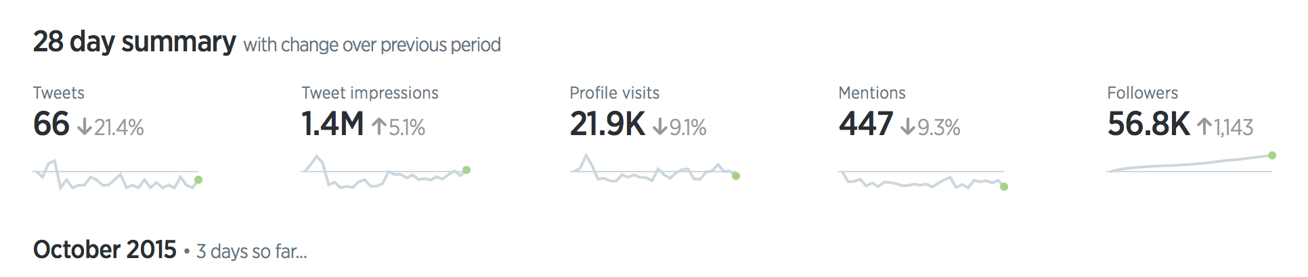 28 day summary with change over previous period
Tweets
66 ↓21.4%
Tweet impressions
1.4M ↑5.1%
Profile visits
21.9K ↓9.1%
Mentions
447 ↓9.3%
Followers
56.8K ↑1,143
October 2015 • 3 days so far...